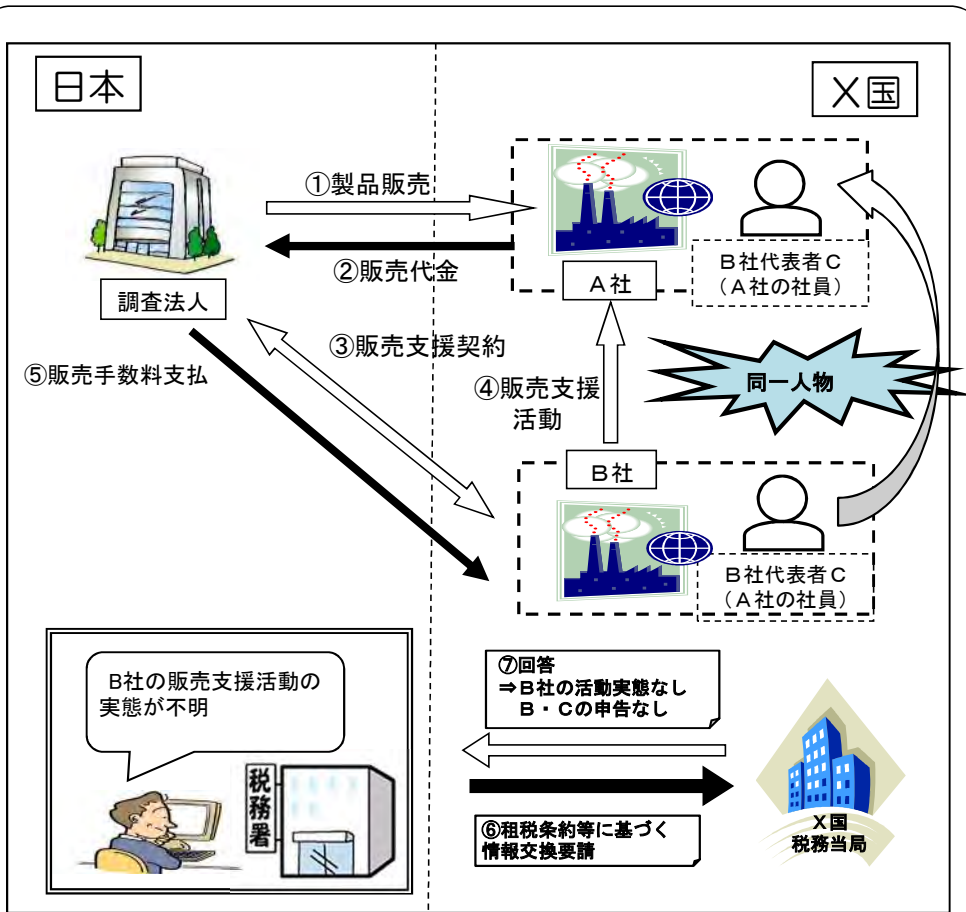 日本
X国
①製品販売
②販売代金
調査法人
A社
B社代表者C
（A社の社員）
③販売支援契約
⑤販売手数料支払
④販売支援
活動
同一人物
B社
B社代表者C
（A社の社員）
B社の販売支援活動の
実態が不明
税務署
⑦回答
⇒B社の活動実態なし
B・Cの申告なし
⑥租税条約等に基づく
情報交換要請
X国
税務当局